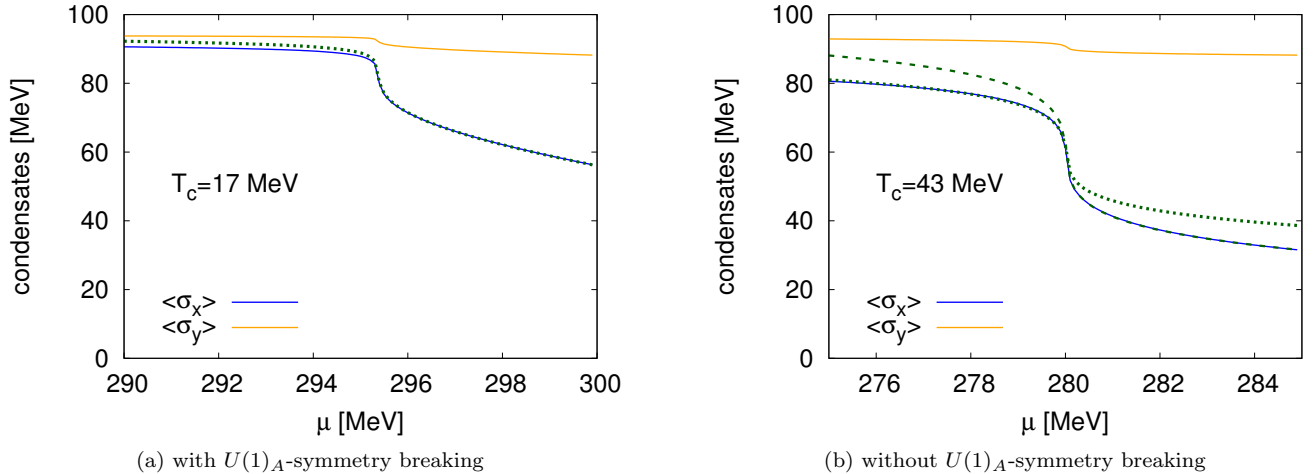 100
80
60
40
20
0
condensates [MeV]
T_c=17 MeV
<σ_x>
<σ_y>
290 292 294 296 298 300
μ [MeV]
(a) with U(1)_A-symmetry breaking
100
80
60
40
20
0
condensates [MeV]
T_c=43 MeV
<σ_x>
<σ_y>
276 278 280 282 284
μ [MeV]
(b) without U(1)_A-symmetry breaking